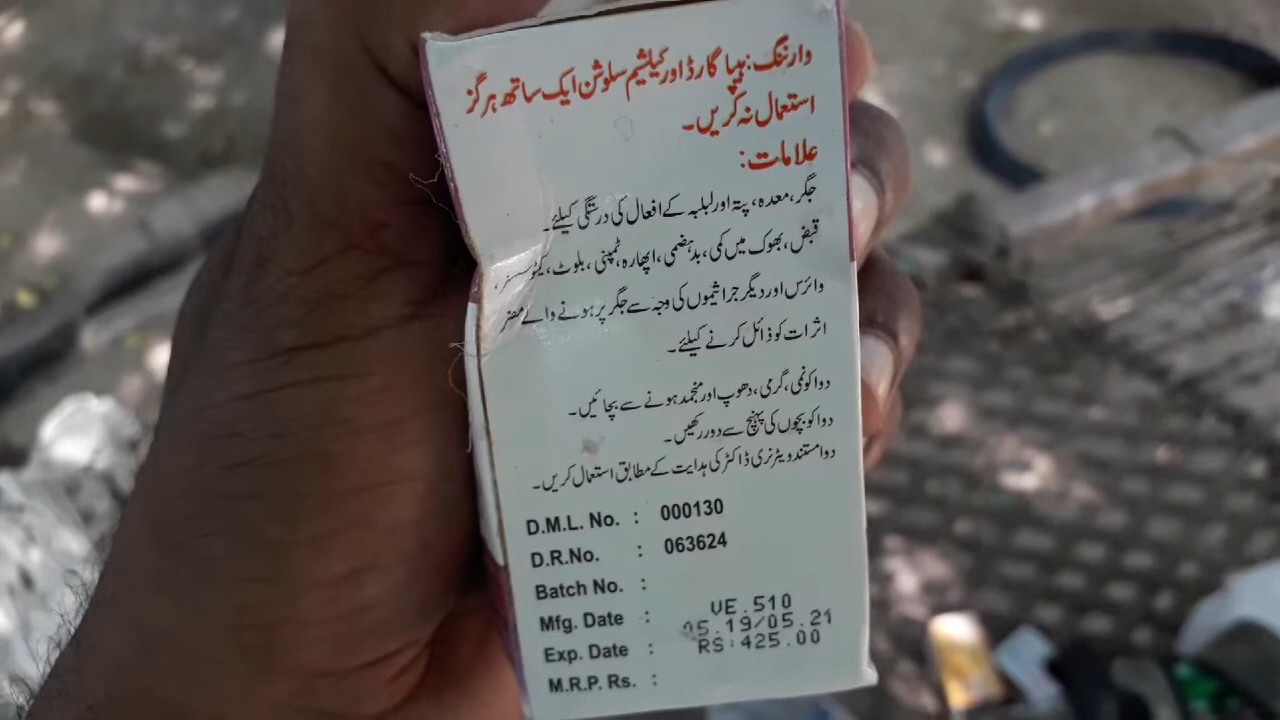 وارننگ: ہیپا گارڈ اور کیلشیم سلوشن ایک ساتھ ہرگز
استعمال نہ کریں۔
علامات:
جگر، معدہ، پتہ اور لبلبہ کے افعال کی درستگی کیلئے۔
قبض، بھوک میں کمی، بدہضمی، اپھارہ، ٹمپنی، بلوٹ، کیٹوسسز،
وائرس اور دیگر جراثیموں کی وجہ سے جگر پر ہونے والے مضر
اثرات کو ذائل کرنے کیلئے۔
دوا کو نمی، گرمی، دھوپ اور منجمد ہونے سے بچائیں۔
دوا کو بچوں کی پہنچ سے دور رکھیں۔
دوا مستند ویٹرنری ڈاکٹر کی ہدایت کے مطابق استعمال کریں۔
D.M.L. No. : 000130
D.R.No. : 063624
Batch No. :
VE.510
Mfg. Date :
05.19/05.21
Exp. Date :
RS:425.00
M.R.P. Rs. :